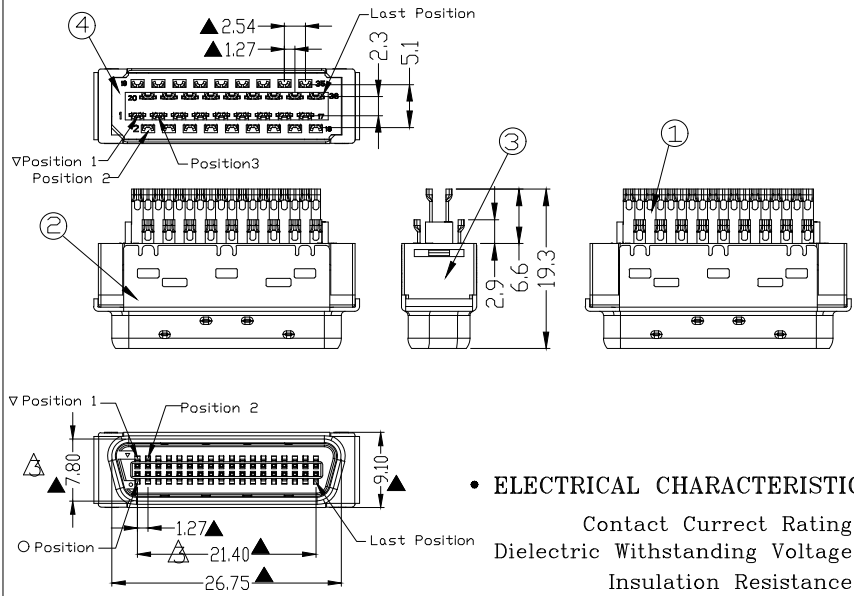 ④
▲2.54
▲1.27
Last Position
2.3
5.1
19
35
20
36
1
17
2
18
▽Position 1
Position 2
Position3
③
①
②
2.9
6.6
19.3
▽ Position 1
Position 2
3
▲ 7.80
9.10▲
1.27▲
○ Position
3 21.40▲
Last Position
26.75▲
• ELECTRICAL CHARACTERISTIC
Contact Currect Rating
Dielectric Withstanding Voltage
Insulation Resistance